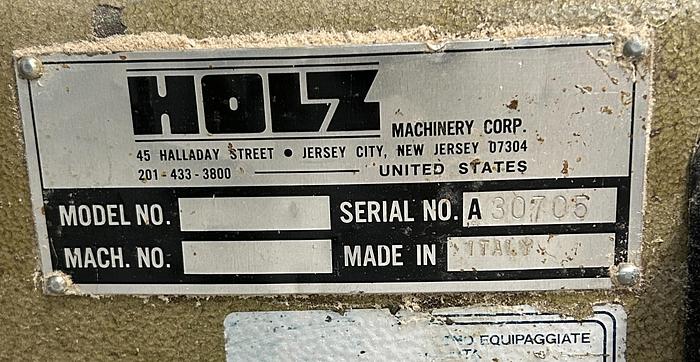 HOLZ
MACHINERY CORP.
45 HALLADAY STREET • JERSEY CITY, NEW JERSEY 07304
201-433-3800 UNITED STATES
MODEL NO. SERIAL NO. A 30705
MACH. NO. MADE IN ITALY
EQUIPAGGIATE